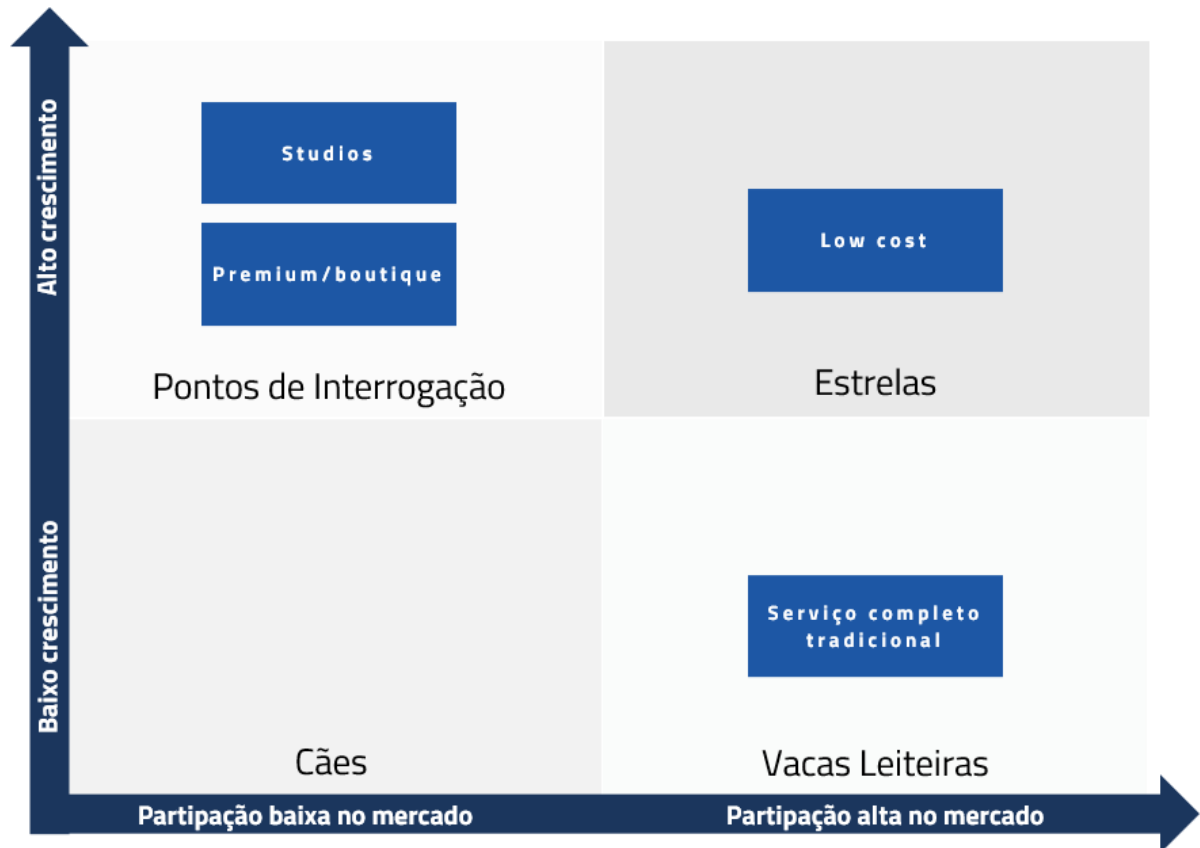 Alto crescimento
Studios
Premium/boutique
Pontos de Interrogação
Low cost
Estrelas
Baixo crescimento
Cães
Serviço completo
tradicional
Vacas Leiteiras
Partipação baixa no mercado
Partipação alta no mercado